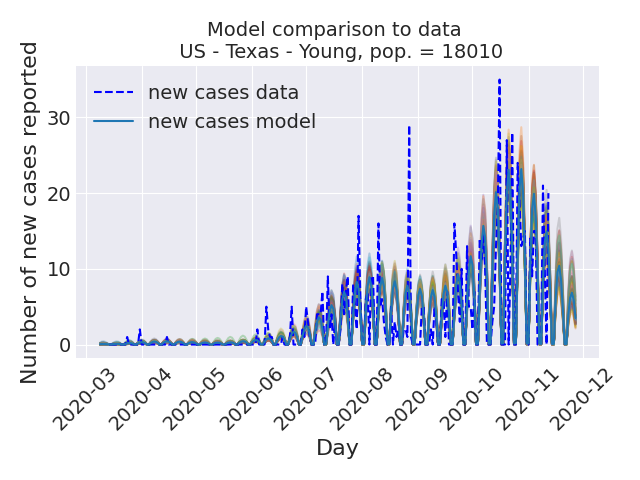 Model comparison to data
US - Texas - Young, pop. = 18010
Number of new cases reported
new cases data
new cases model
30
20
10
0
2020-03
2020-04
2020-05
2020-06
2020-07
2020-08
2020-09
2020-10
2020-11
2020-12
Day